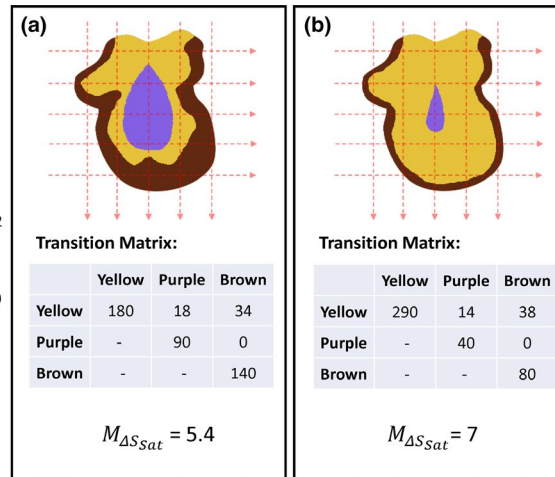 (a)
Transition Matrix:
Yellow Purple Brown
Yellow 180 18 34
Purple - 90 0
Brown - - 140
M_{ΔS_{Sat}} = 5.4
(b)
Transition Matrix:
Yellow Purple Brown
Yellow 290 14 38
Purple - 40 0
Brown - - 80
M_{ΔS_{Sat}} = 7